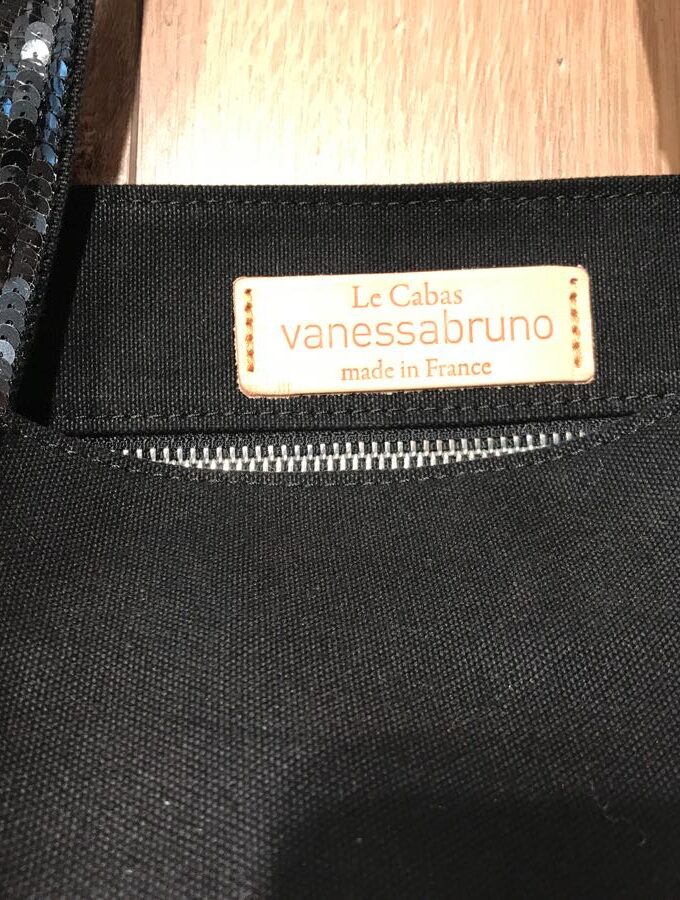 Le Cabas
vanessabruno
made in France